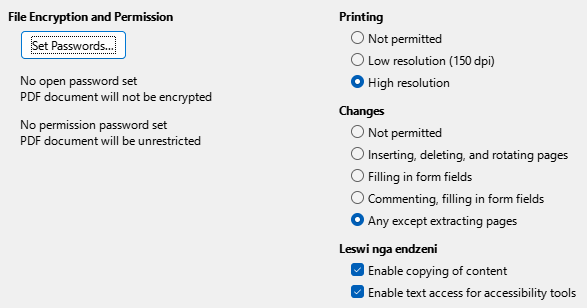 File Encryption and Permission
Set Passwords...
No open password set
PDF document will not be encrypted
No permission password set
PDF document will be unrestricted
Printing
Not permitted
Low resolution (150 dpi)
High resolution
Changes
Not permitted
Inserting, deleting, and rotating pages
Filling in form fields
Commenting, filling in form fields
Any except extracting pages
Leswi nga endzeni
Enable copying of content
Enable text access for accessibility tools